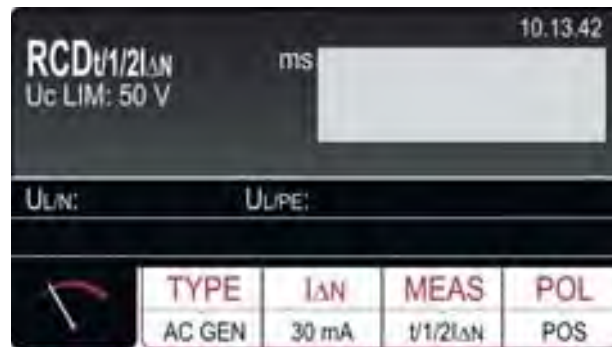 10.13.42
RCDt/1/2IΔN ms
Uc LIM: 50 V
UL/N: UL/PE:
TYPE IΔN MEAS POL
AC GEN 30 mA t/1/2IΔN POS